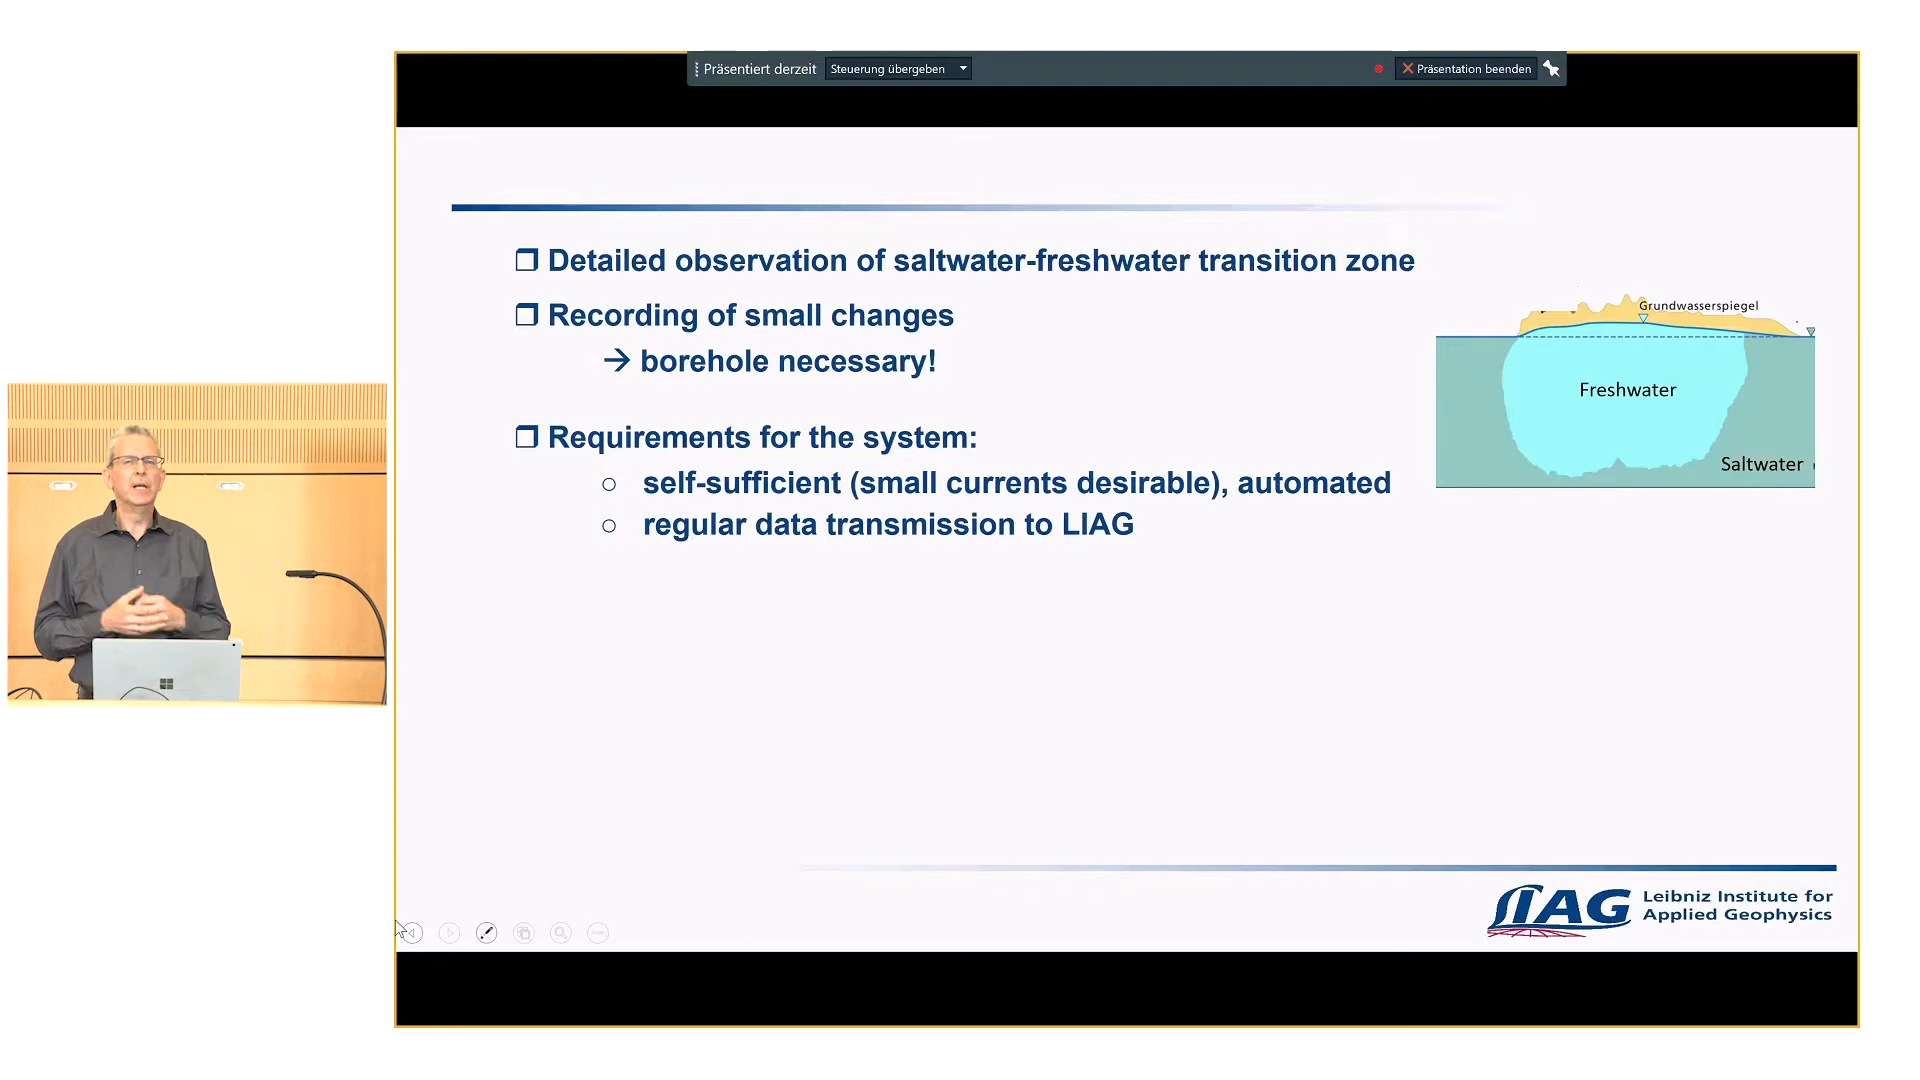 Präsentiert derzeit
Steuerung übergeben
Präsentation beenden
Detailed observation of saltwater-freshwater transition zone
Recording of small changes
→ borehole necessary!
Requirements for the system:
self-sufficient (small currents desirable), automated
regular data transmission to LIAG
Grundwasserspiegel
Freshwater
Saltwater
LIAG
Leibniz Institute for
Applied Geophysics